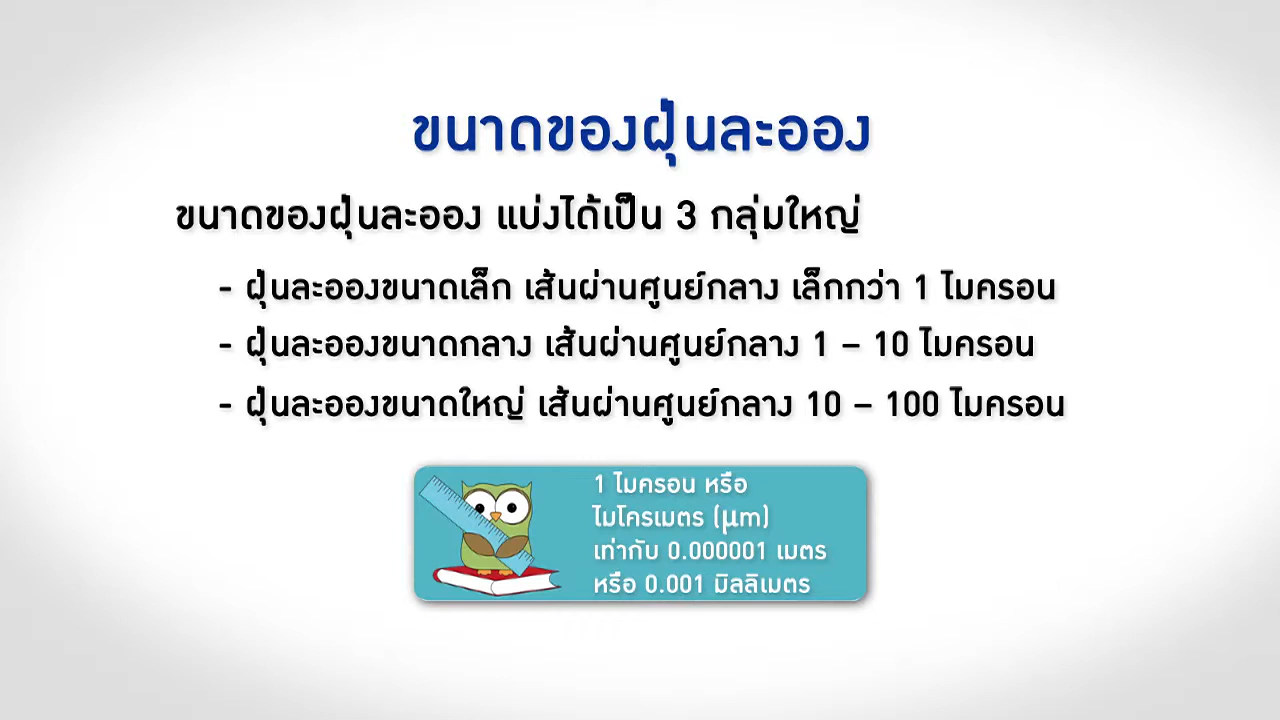 ขนาดของฝุ่นละออง
ขนาดของฝุ่นละออง แบ่งได้เป็น 3 กลุ่มใหญ่
- ฝุ่นละอองขนาดเล็ก เส้นผ่านศูนย์กลาง เล็กกว่า 1 ไมครอน
- ฝุ่นละอองขนาดกลาง เส้นผ่านศูนย์กลาง 1 – 10 ไมครอน
- ฝุ่นละอองขนาดใหญ่ เส้นผ่านศูนย์กลาง 10 – 100 ไมครอน
1 ไมครอน หรือ
ไมโครเมตร (µm)
เท่ากับ 0.000001 เมตร
หรือ 0.001 มิลลิเมตร